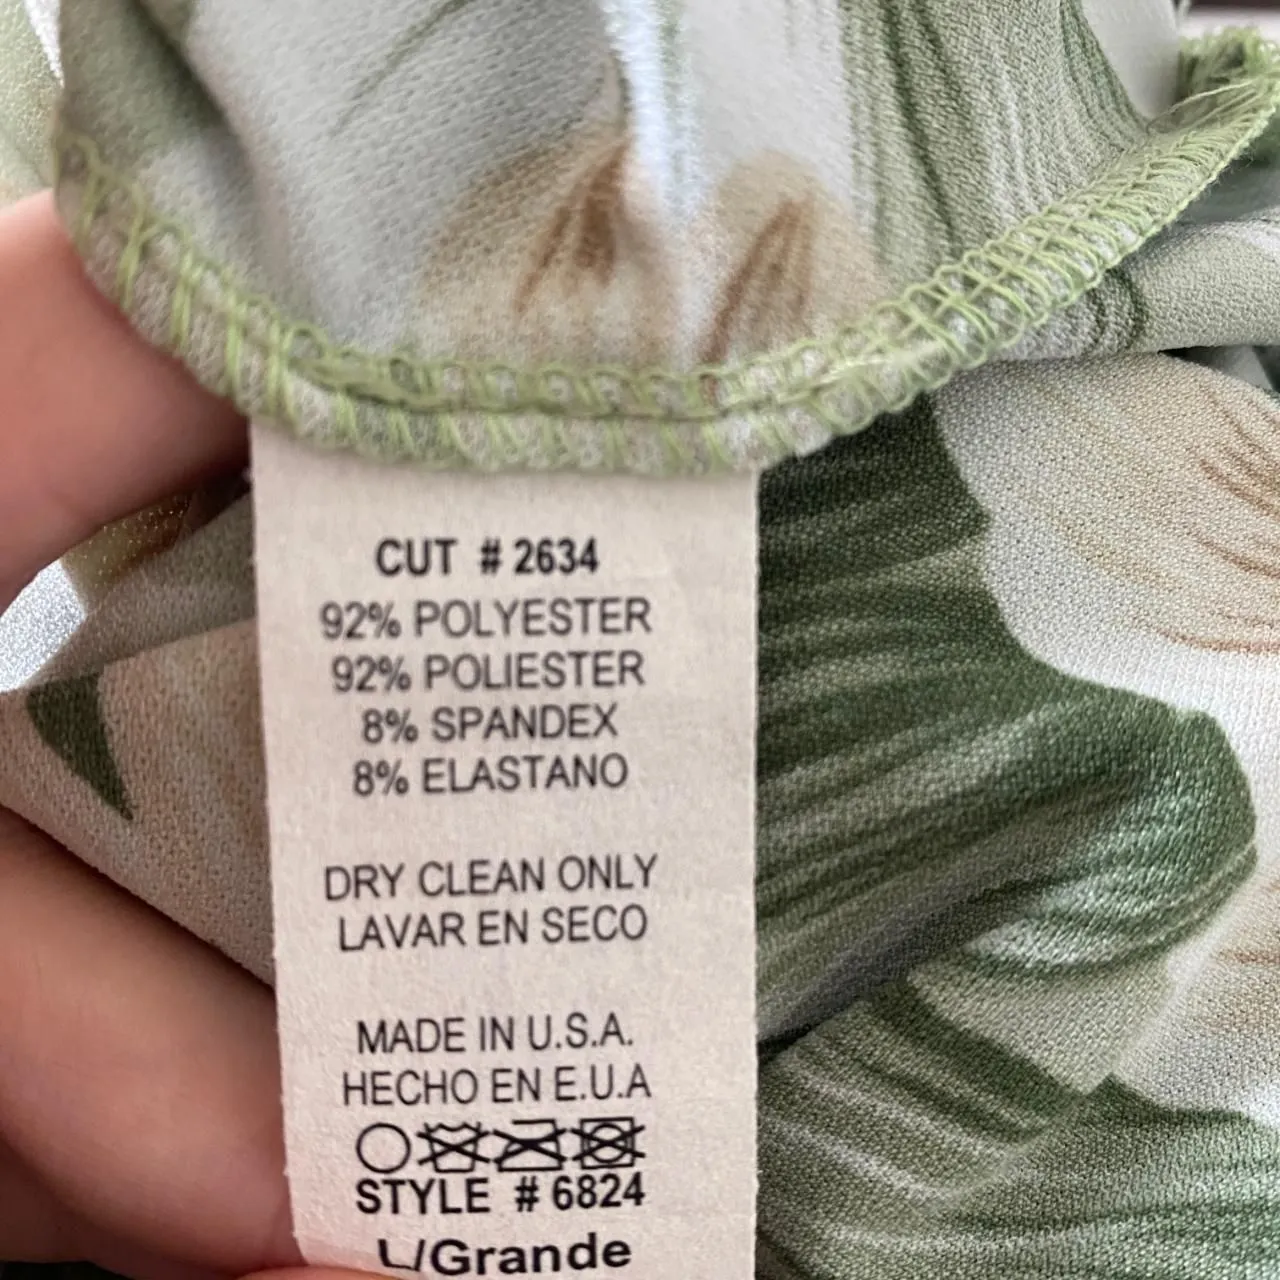 CUT # 2634
92% POLYESTER
92% POLIESTER
8% SPANDEX
8% ELASTANO
DRY CLEAN ONLY
LAVAR EN SECO
MADE IN U.S.A.
HECHO EN E.U.A
STYLE # 6824
L/Grande